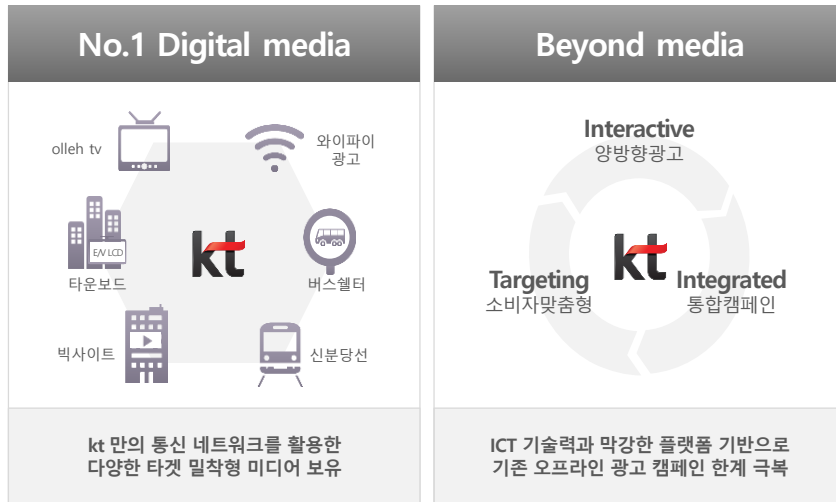 No.1 Digital media
olleh tv
와이파이
광고
E/V LCD
타운보드
kt
버스쉘터
빅사이트
신분당선
kt 만의 통신 네트워크를 활용한
다양한 타겟 밀착형 미디어 보유
Beyond media
Interactive
양방향광고
kt
Targeting
소비자맞춤형
Integrated
통합캠페인
ICT 기술력과 막강한 플랫폼 기반으로
기존 오프라인 광고 캠페인 한계 극복